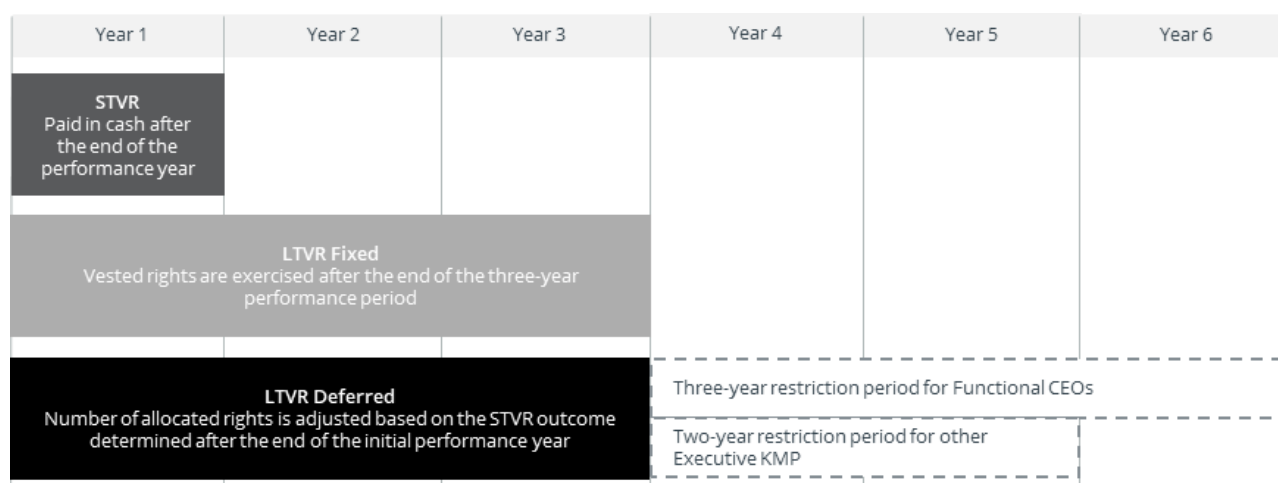 Year 1 Year 2 Year 3 Year 4 Year 5 Year 6
STVR
Paid in cash after
the end of the
performance year
LTVR Fixed
Vested rights are exercised after the end of the three-year
performance period
LTVR Deferred
Number of allocated rights is adjusted based on the STVR outcome
determined after the end of the initial performance year
Three-year restriction period for Functional CEOs
Two-year restriction period for other
Executive KMP